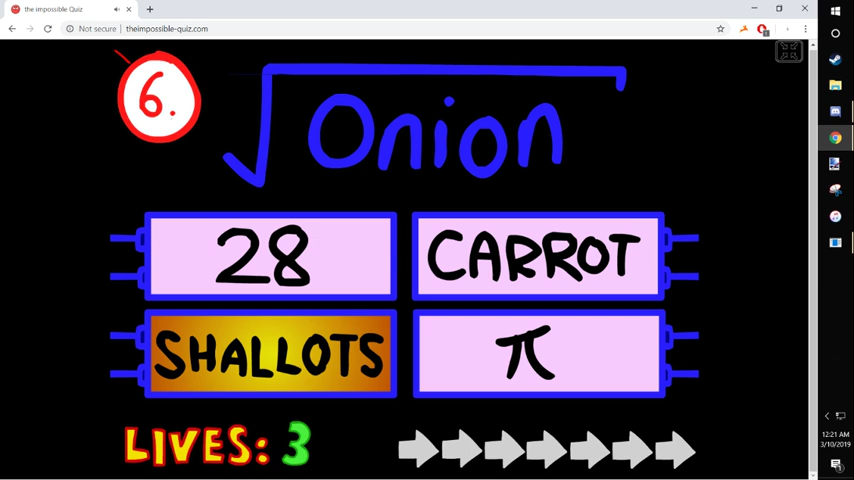 the impossible Quiz
Not secure | theimpossible-quiz.com
6.
√Onion
28
CARROT
SHALLOTS
π
LIVES: 3
12:21 AM
3/10/2019